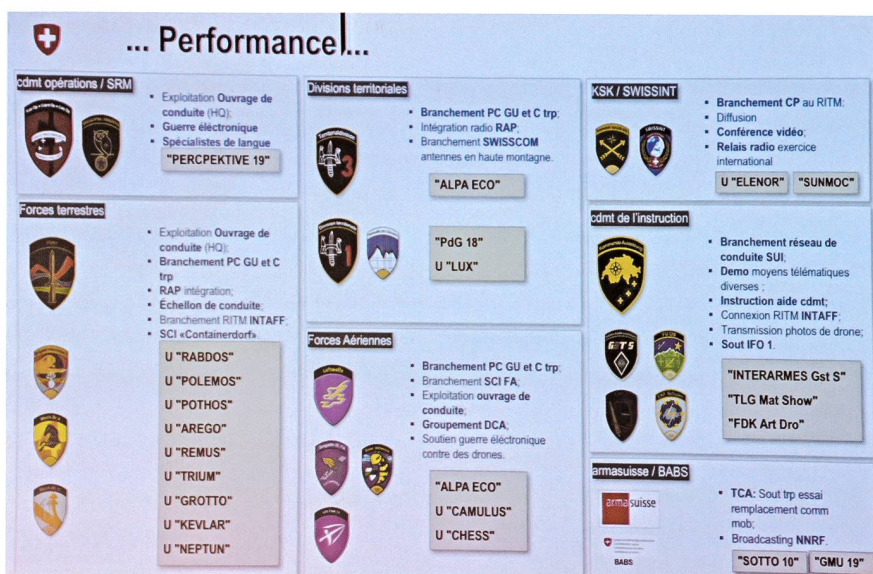 ... Performance...
cdmt opérations / SRM
Exploitation Ouvrage de
conduite (HQ);
Guerre éléctronique
Spécialistes de langue
"PERCPEKTIVE 19"
Forces terrestres
Exploitation Ouvrage de
conduite (HQ);
Branchement PC GU et C
trp
RAP intégration;
Échellon de conduite;
Branchement RITM INTAFF;
SCI «Containerdorf».
U "RABDOS"
U "POLEMOS"
U "POTHOS"
U "AREGO"
U "REMUS"
U "TRIUM"
U "GROTTO"
U "KEVLAR"
U "NEPTUN"
Divisions territoriales
Territorialdivision
3
1
Branchement PC GU et C trp;
Intégration radio RAP;
Branchement SWISSCOM
antennes en haute montagne.
"ALPA ECO"
"PdG 18"
U "LUX"
Forces Aériennes
Luftwaffe
Branchement PC GU et C trp;
Branchement SCI FA;
Exploitation ouvrage de
conduite;
Groupement DCA;
Soutien guerre éléctronique
contre des drones.
"ALPA ECO"
U "CAMULUS"
U "CHESS"
KSK / SWISSINT
SWISSINT
Branchement CP au RITM:
Diffusion
Conférence vidéo;
Relais radio exercice
international
U "ELENOR"
"SUNMOC"
cdmt de l'instruction
Branchement réseau de
conduite SUI;
Demo moyens télématiques
diverses ;
Instruction aide cdmt;
Connexion RITM INTAFF;
Transmission photos de drone;
Sout IFO 1.
"INTERARMES Gst S"
"TLG Mat Show"
"FDK Art Dro"
armasuisse / BABS
armasuisse
BABS
TCA: Sout trp essai
remplacement comm
mob;
Broadcasting NNRF.
"SOTTO 10"
"GMU 19"